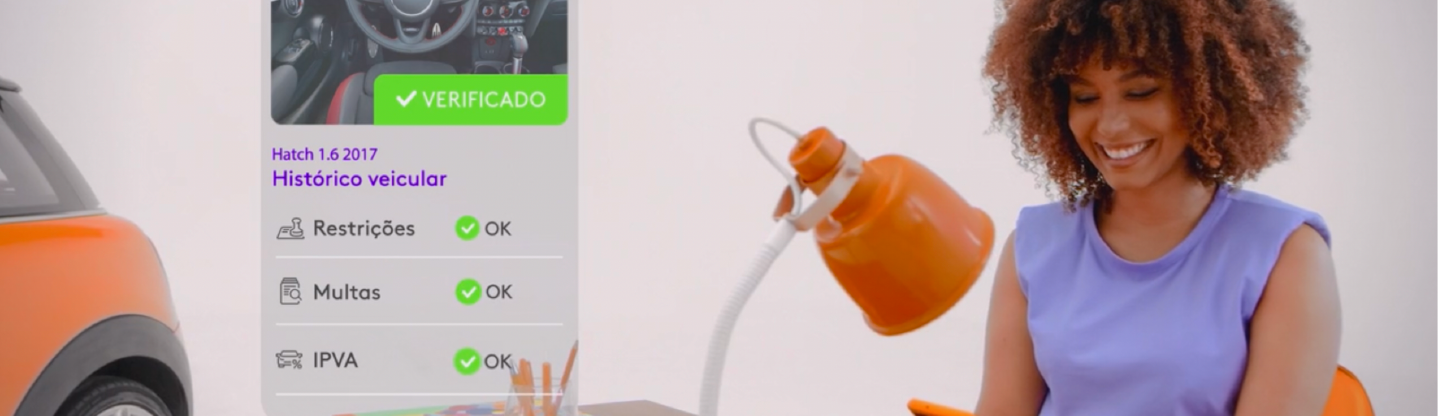 VERIFICADO
Hatch 1.6 2017
Histórico veicular
Restrições OK
Multas OK
IPVA OK